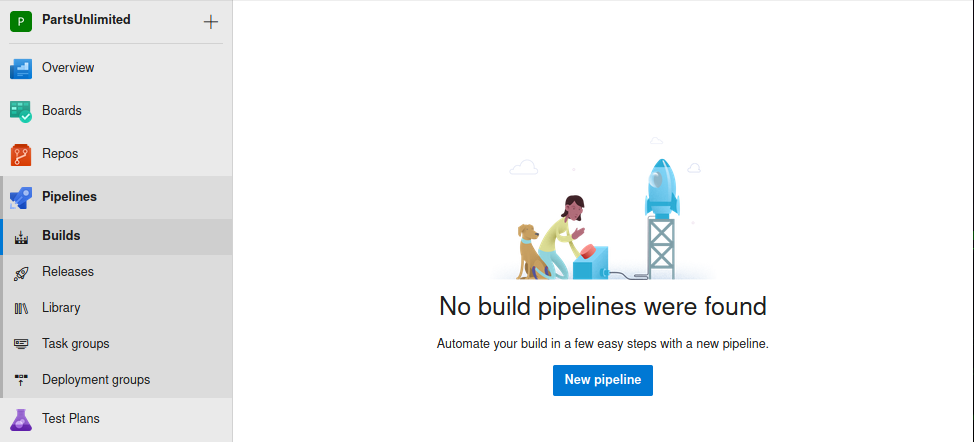 P PartsUnlimited
Overview
Boards
Repos
Pipelines
Builds
Releases
Library
Task groups
Deployment groups
Test Plans
No build pipelines were found
Automate your build in a few easy steps with a new pipeline.
New pipeline